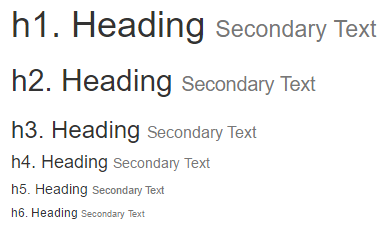 h1. Heading Secondary Text
h2. Heading Secondary Text
h3. Heading Secondary Text
h4. Heading Secondary Text
h5. Heading Secondary Text
h6. Heading Secondary Text